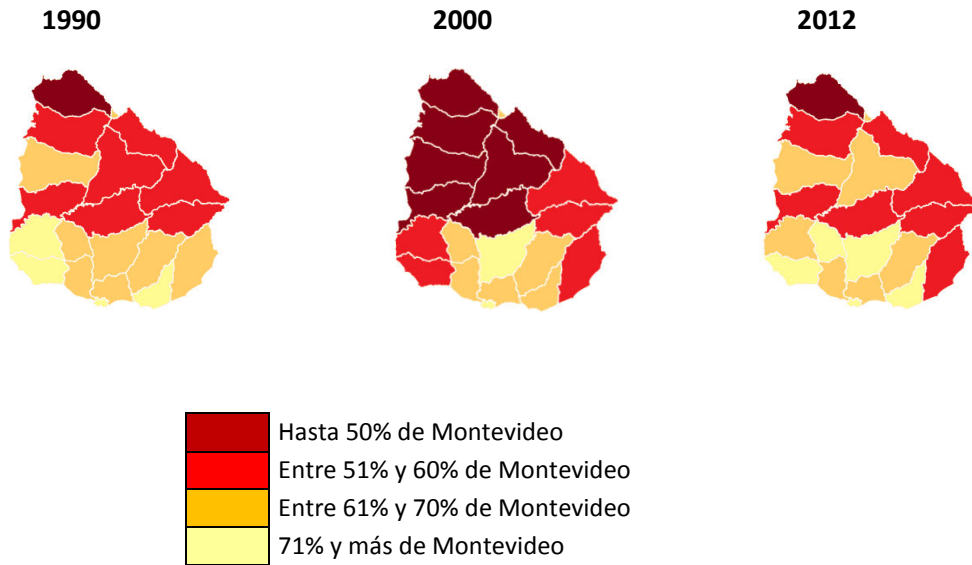 1990
2000
2012
Hasta 50% de Montevideo
Entre 51% y 60% de Montevideo
Entre 61% y 70% de Montevideo
71% y más de Montevideo